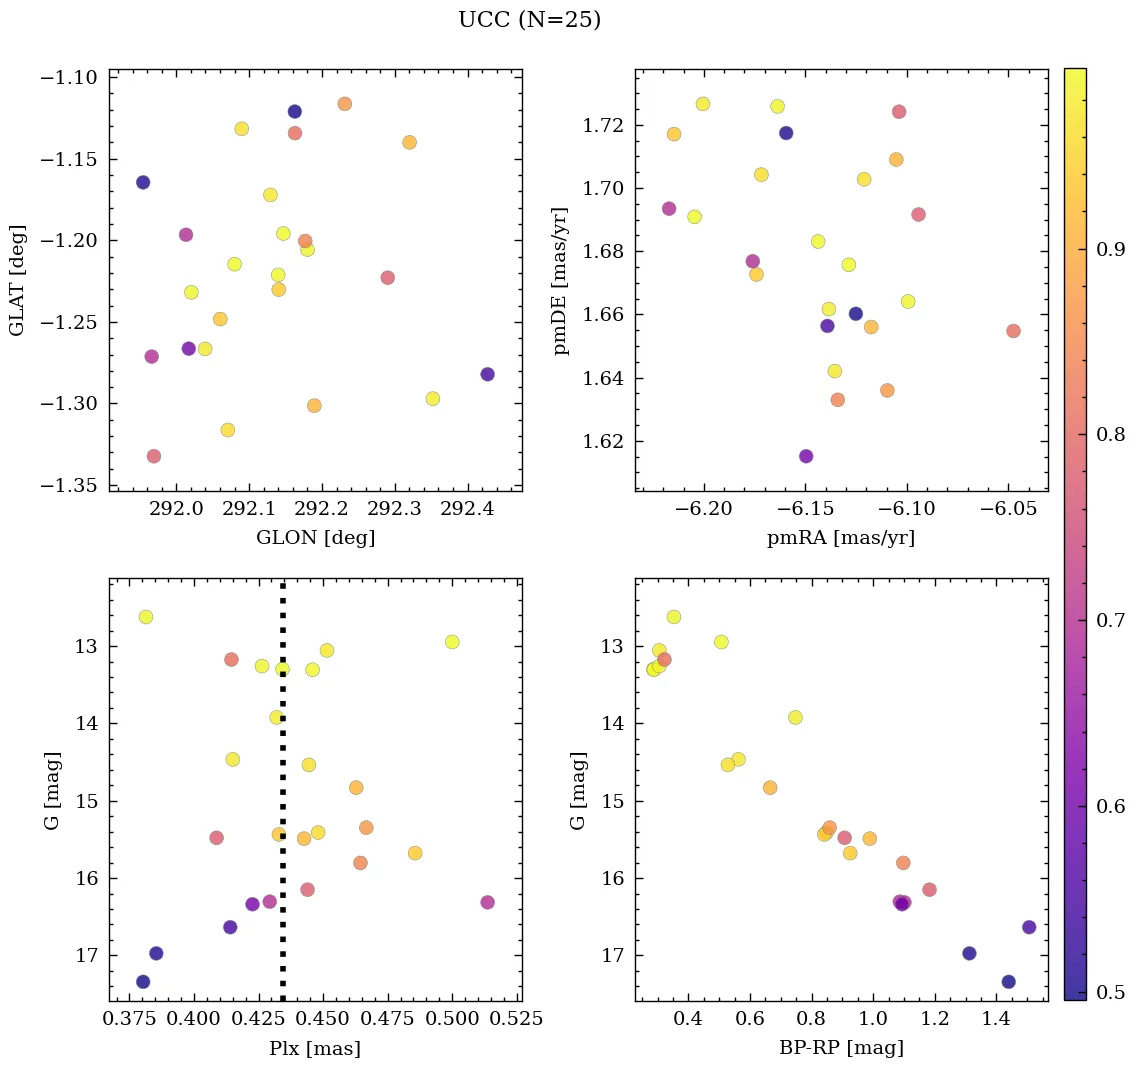 UCC (N=25)
−1.10
−1.15
−1.20
−1.25
−1.30
−1.35
GLAT [deg]
292.0 292.1 292.2 292.3 292.4
GLON [deg]
1.72
1.70
1.68
1.66
1.64
1.62
pmDE [mas/yr]
−6.20 −6.15 −6.10 −6.05
pmRA [mas/yr]
13
14
15
16
17
G [mag]
0.375 0.400 0.425 0.450 0.475 0.500 0.525
Plx [mas]
13
14
15
16
17
G [mag]
0.4 0.6 0.8 1.0 1.2 1.4
BP-RP [mag]
0.9
0.8
0.7
0.6
0.5